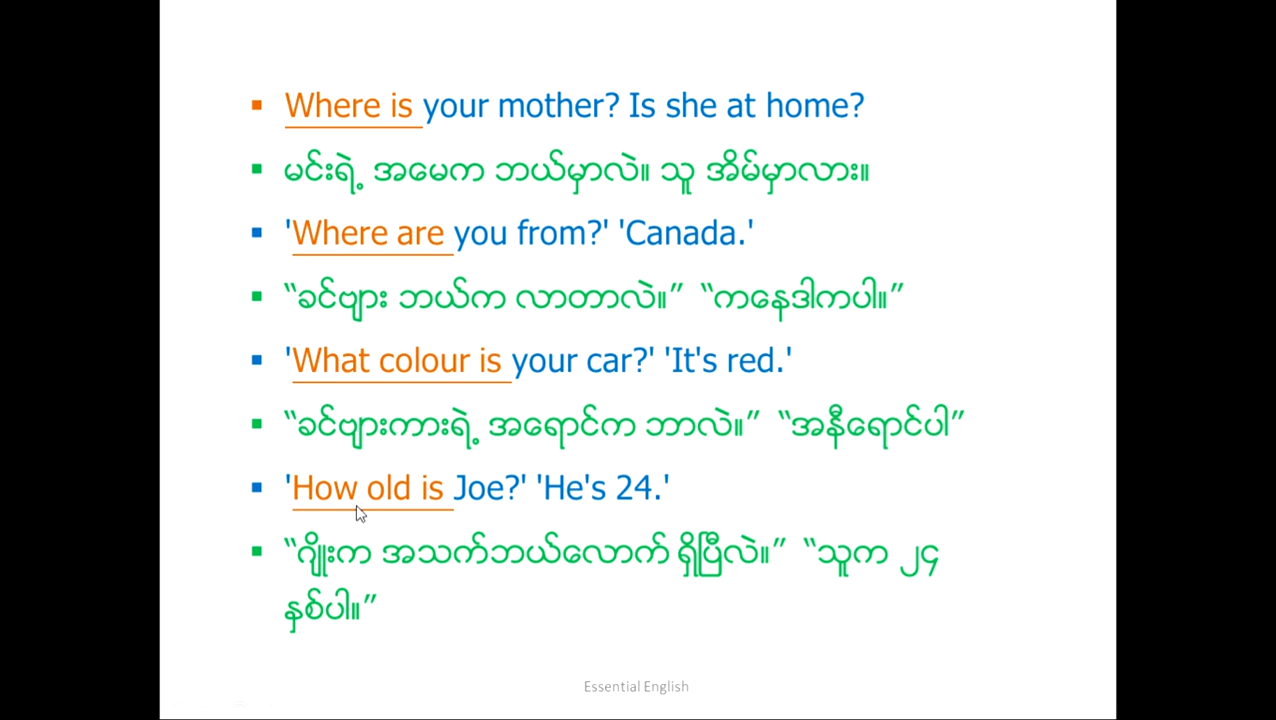 Where is your mother? Is she at home?
မင်းရဲ့ အမေက ဘယ်မှာလဲ။ သူ အိမ်မှာလား။
'Where are you from?' 'Canada.'
“ခင်ဗျား ဘယ်က လာတာလဲ။” “ကနေဒါကပါ။”
'What colour is your car?' 'It's red.'
“ခင်ဗျားကားရဲ့ အရောင်က ဘာလဲ။” “အနီရောင်ပါ”
'How old is Joe?' 'He's 24.'
“ဂျိုးက အသက်ဘယ်လောက် ရှိပြီလဲ။” “သူက ၂၄
နှစ်ပါ။”
Essential English